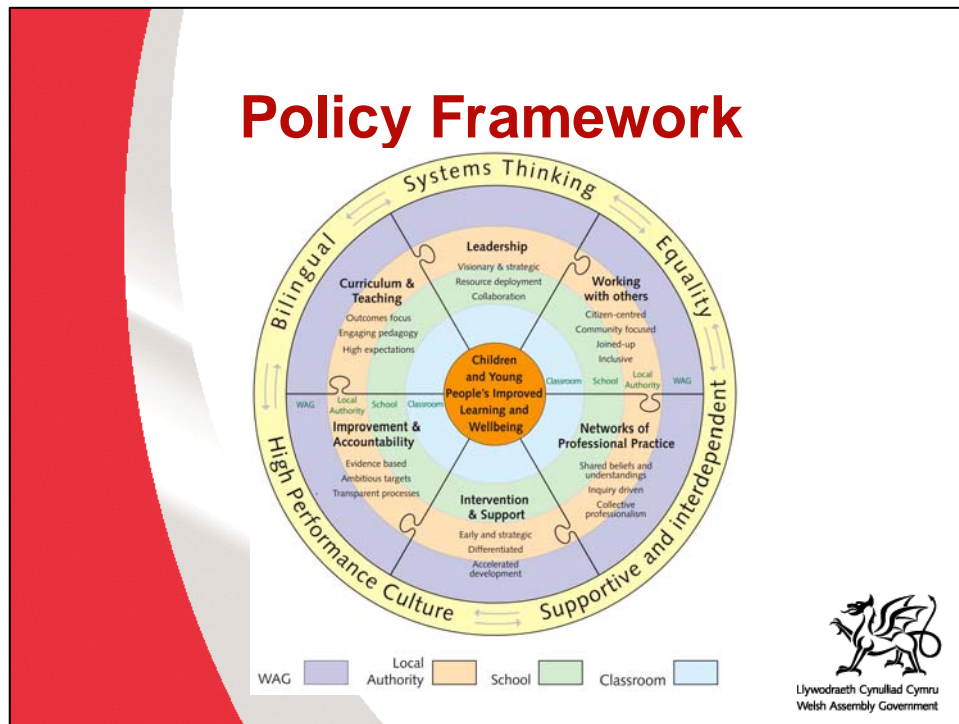 Policy Framework
Systems Thinking
Equality
Supportive and interdependent
High Performance Culture
Bilingual
Leadership
Visionary & strategic
Resource deployment
Collaboration
Working
with others
Citizen-centred
Community focused
Joined-up
Inclusive
Curriculum &
Teaching
Outcomes focus
Engaging pedagogy
High expectations
Children
and Young
People's Improved
Learning and
Wellbeing
Classroom
School
Local
Authority
WAG
WAG
Local
Authority
School
Classroom
Improvement &
Accountability
Evidence based
Ambitious targets
Transparent processes
Networks of
Professional Practice
Shared beliefs and
understandings
Inquiry driven
Collective
professionalism
Intervention
& Support
Early and strategic
Differentiated
Accelerated
development
WAG
Local
Authority
School
Classroom
Llywodraeth Cynulliad Cymru
Welsh Assembly Government